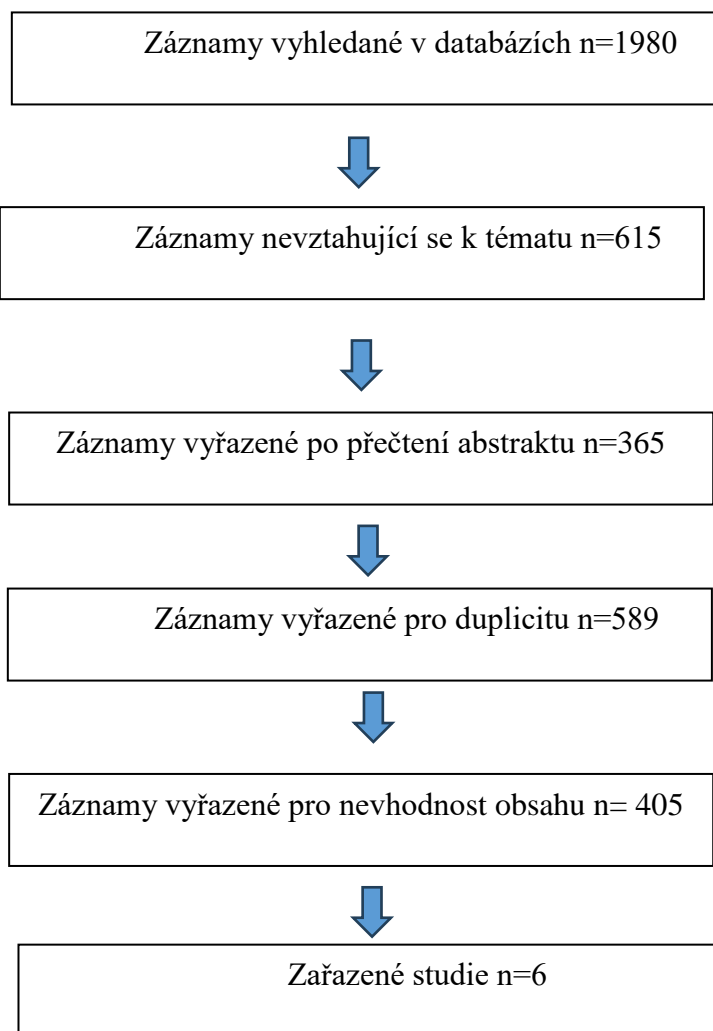 Záznamy vyhledané v databázích n=1980
Záznamy nevztahující se k tématu n=615
Záznamy vyřazené po přečtení abstraktu n=365
Záznamy vyřazené pro duplicitu n=589
Záznamy vyřazené pro nevhodnost obsahu n= 405
Zařazené studie n=6